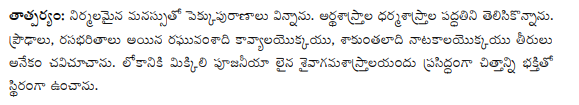 తాత్పర్యం: నిర్మలమైన మనస్సుతో పెక్కుపురాణాలు విన్నాను. అర్థశాస్త్రాల ధర్మశాస్త్రాల పద్ధతిని తెలిసికొన్నాను.
ప్రౌఢాలు, రసభరితాలు అయిన రఘువంశాది కావ్యాలయొక్కయు, శాకుంతలాది నాటకాలయొక్కయు తీరులు
అనేకం చవిచూచాను. లోకానికి మిక్కిలి పూజనీయా లైన శైవాగమశాస్త్రాలయందు ప్రసిద్ధంగా చిత్తాన్ని భక్తితో
స్థిరంగా ఉంచాను.